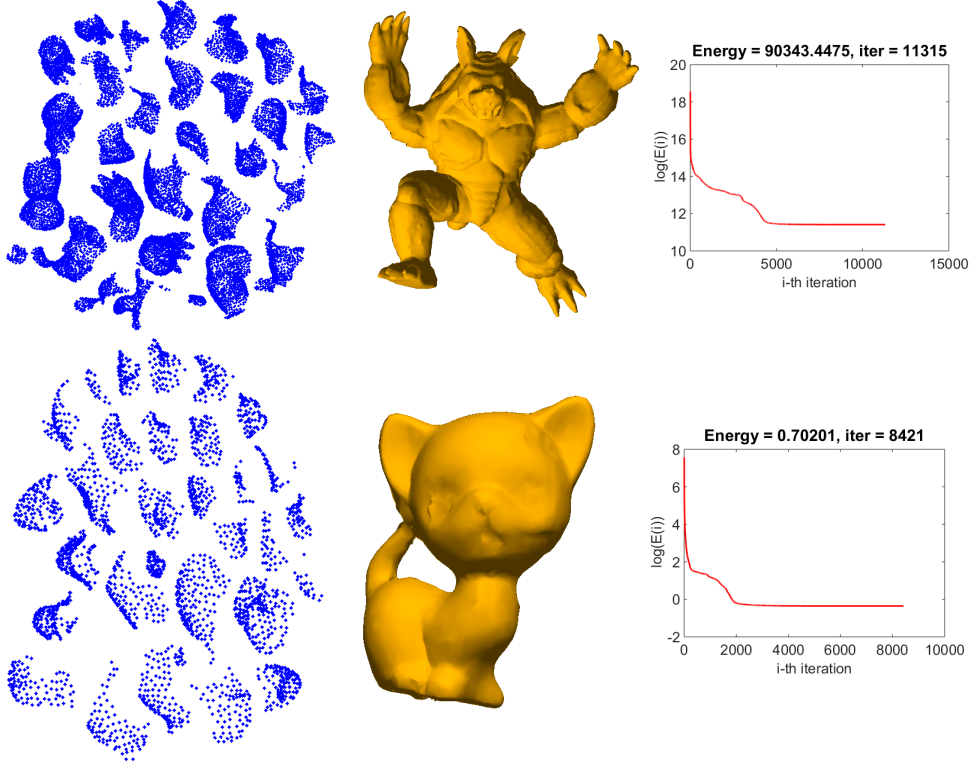 Energy = 90343.4475, iter = 11315
20
18
16
14
12
10
log(E(i))
0 5000 10000 15000
i-th iteration
Energy = 0.70201, iter = 8421
8
6
4
2
0
-2
log(E(i))
0 2000 4000 6000 8000 10000
i-th iteration